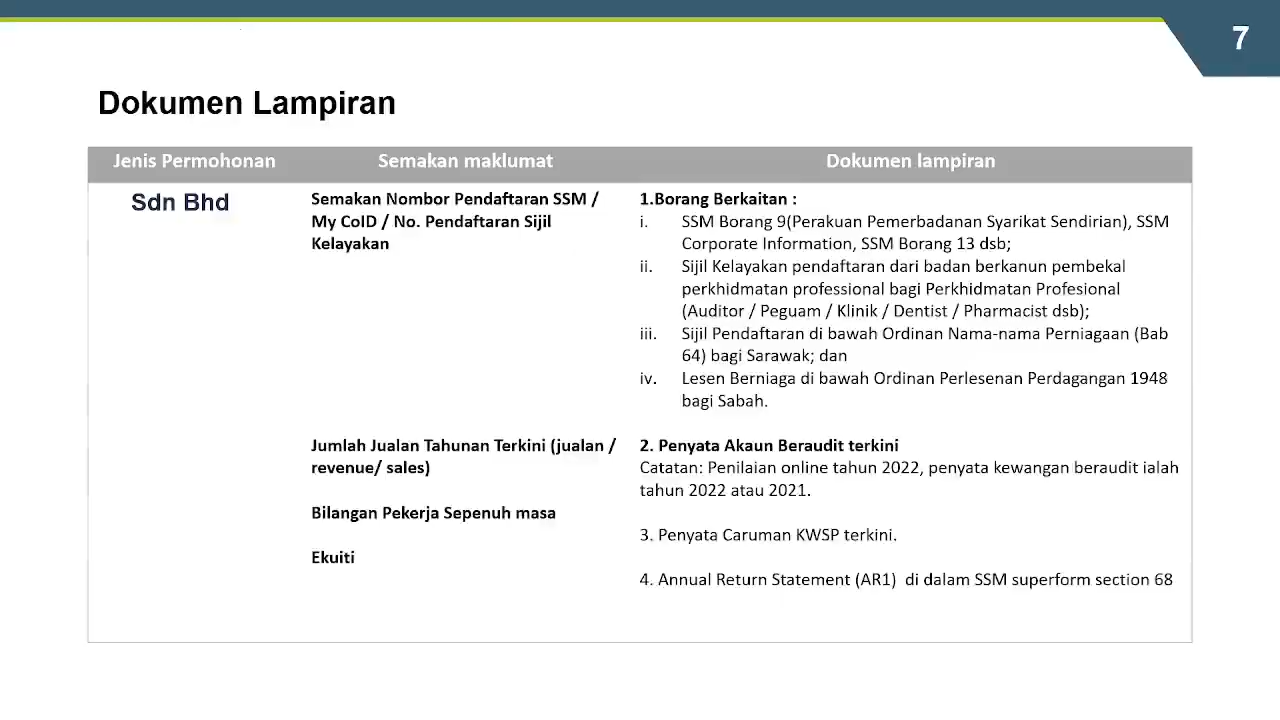 7
Dokumen Lampiran
Jenis Permohonan
Semakan maklumat
Dokumen lampiran
Sdn Bhd
Semakan Nombor Pendaftaran SSM /
My CoID / No. Pendaftaran Sijil
Kelayakan
1.Borang Berkaitan :
i. SSM Borang 9(Perakuan Pemerbadanan Syarikat Sendirian), SSM
Corporate Information, SSM Borang 13 dsb;
ii. Sijil Kelayakan pendaftaran dari badan berkanun pembekal
perkhidmatan professional bagi Perkhidmatan Profesional
(Auditor / Peguam / Klinik / Dentist / Pharmacist dsb);
iii. Sijil Pendaftaran di bawah Ordinan Nama-nama Perniagaan (Bab
64) bagi Sarawak; dan
iv. Lesen Berniaga di bawah Ordinan Perlesenan Perdagangan 1948
bagi Sabah.
Jumlah Jualan Tahunan Terkini (jualan /
revenue/ sales)
2. Penyata Akaun Beraudit terkini
Catatan: Penilaian online tahun 2022, penyata kewangan beraudit ialah
tahun 2022 atau 2021.
Bilangan Pekerja Sepenuh masa
3. Penyata Caruman KWSP terkini.
Ekuiti
4. Annual Return Statement (AR1) di dalam SSM superform section 68